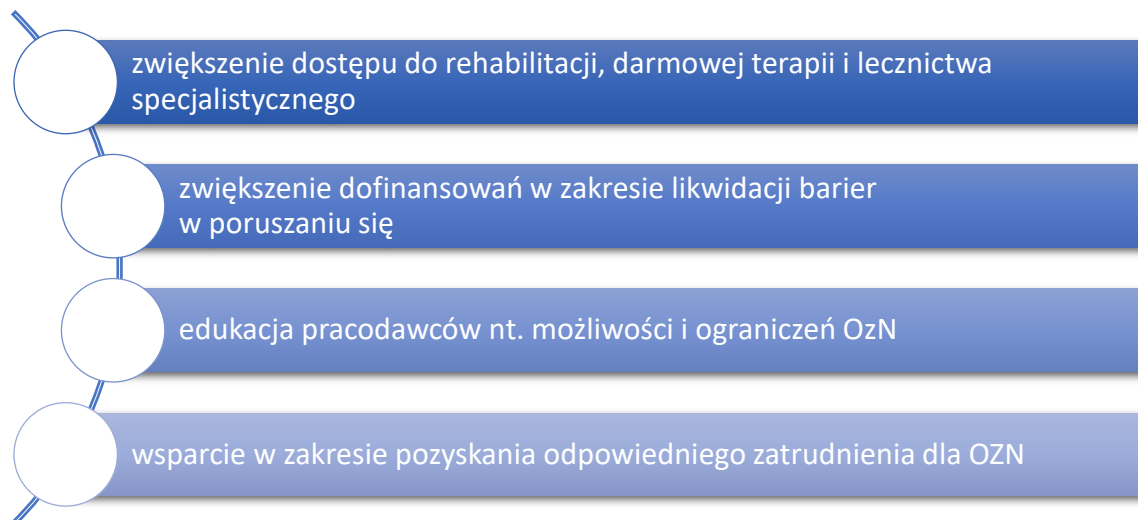 zwiększenie dostępu do rehabilitacji, darmowej terapii i lecznictwa
specjalistycznego
zwiększenie dofinansowań w zakresie likwidacji barier
w poruszaniu się
edukacja pracodawców nt. możliwości i ograniczeń OzN
wsparcie w zakresie pozyskania odpowiedniego zatrudnienia dla OZN